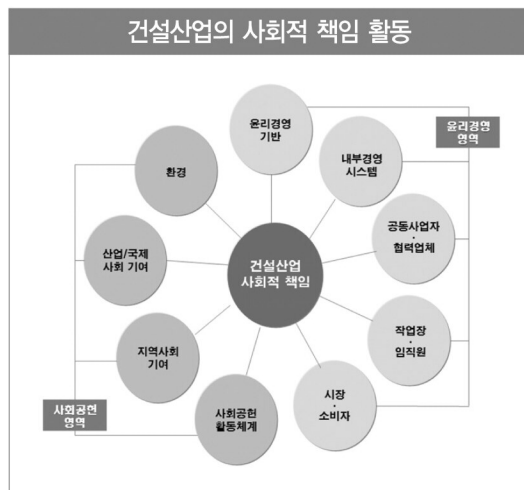 건설산업의 사회적 책임 활동
윤리경영
기반
윤리경영
영역
내부경영
시스템
환경
공동사업자
·
협력업체
산업/국제
사회 기여
건설산업
사회적 책임
작업장
·
임직원
지역사회
기여
시장
·
소비자
사회공헌
활동체계
사회공헌
영역